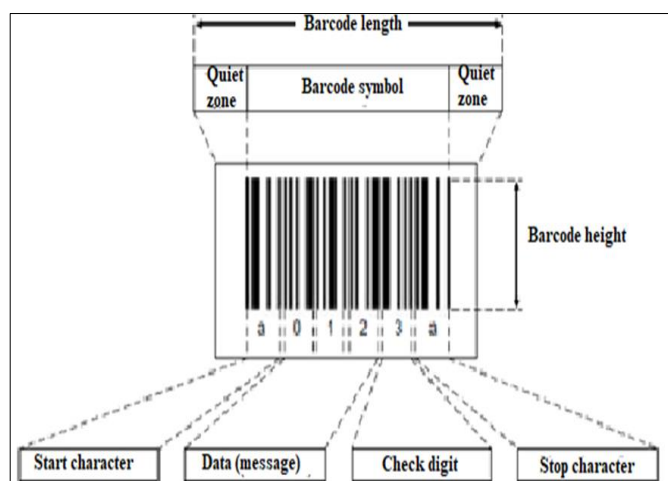 Barcode length
Quiet zone
Barcode symbol
Quiet zone
Barcode height
a 0 1 2 3 a
Start character
Data (message)
Check digit
Stop character